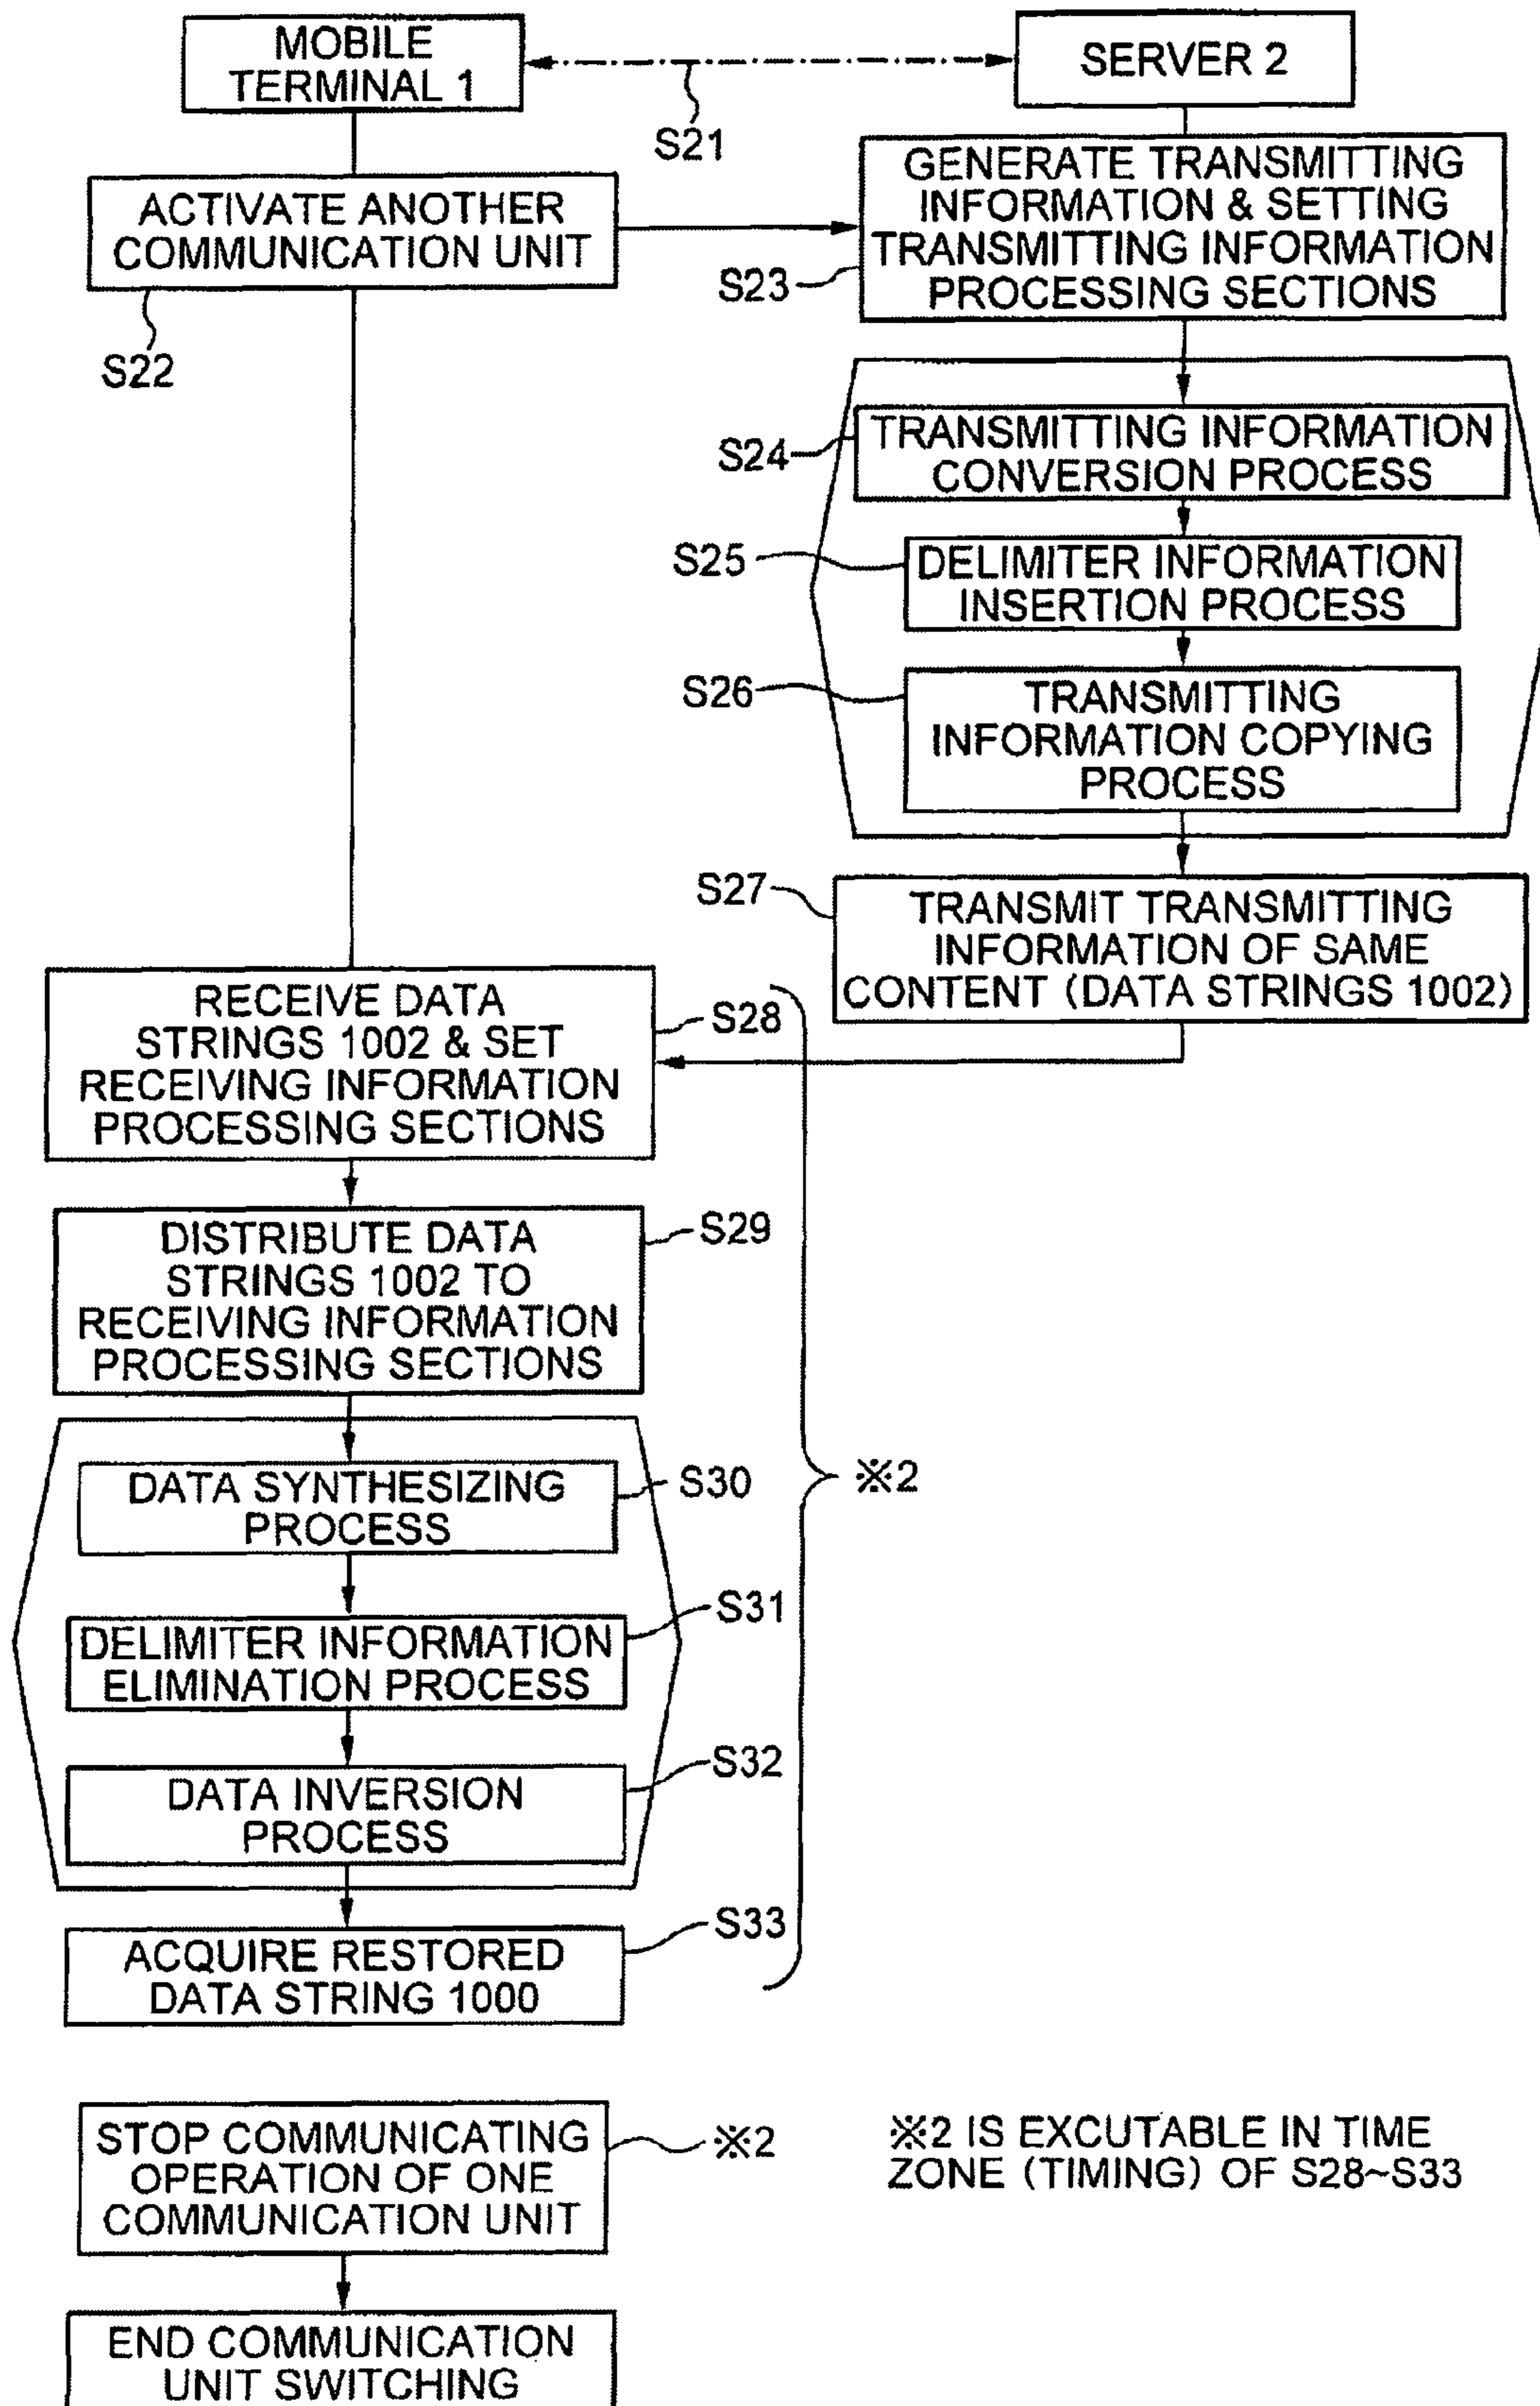 MOBILE
TERMINAL 1
SERVER 2
S21
ACTIVATE ANOTHER
COMMUNICATION UNIT
S22
GENERATE TRANSMITTING
INFORMATION & SETTING
TRANSMITTING INFORMATION
PROCESSING SECTIONS
S23
S24
TRANSMITTING INFORMATION
CONVERSION PROCESS
S25
DELIMITER INFORMATION
INSERTION PROCESS
S26
TRANSMITTING
INFORMATION COPYING
PROCESS
S27
TRANSMIT TRANSMITTING
INFORMATION OF SAME
CONTENT (DATA STRINGS 1002)
RECEIVE DATA
STRINGS 1002 & SET
RECEIVING INFORMATION
PROCESSING SECTIONS
S28
DISTRIBUTE DATA
STRINGS 1002 TO
RECEIVING INFORMATION
PROCESSING SECTIONS
S29
DATA SYNTHESIZING
PROCESS
S30
※2
DELIMITER INFORMATION
ELIMINATION PROCESS
S31
DATA INVERSION
PROCESS
S32
ACQUIRE RESTORED
DATA STRING 1000
S33
STOP COMMUNICATING
OPERATION OF ONE
COMMUNICATION UNIT
※2
※2 IS EXCUTABLE IN TIME
ZONE (TIMING) OF S28~S33
END COMMUNICATION
UNIT SWITCHING